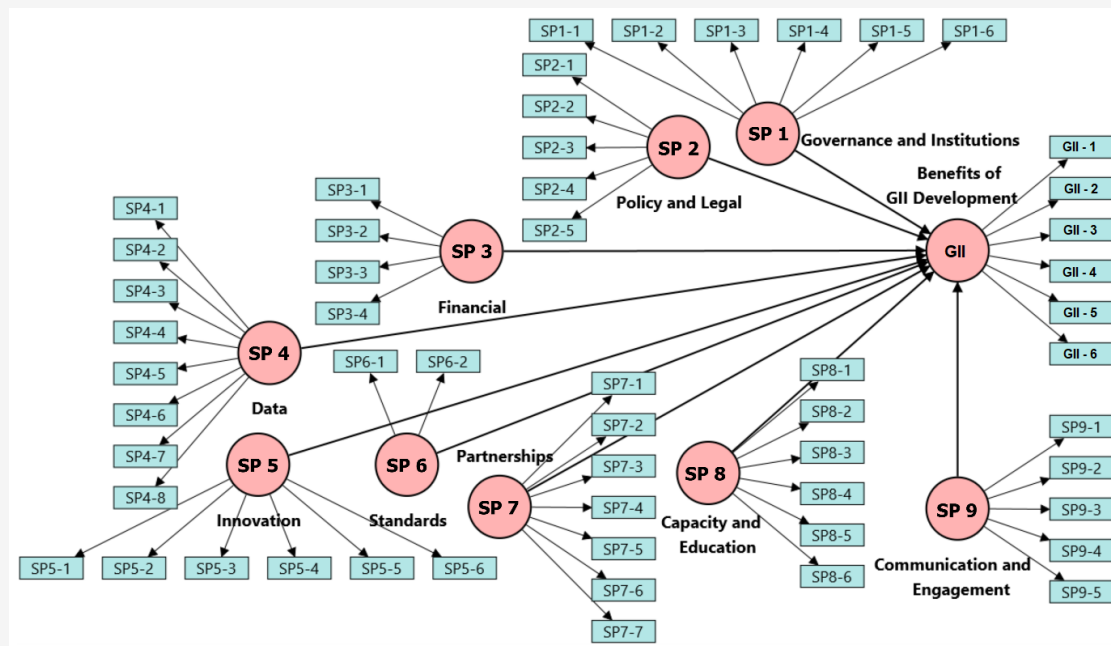 SP1-1
SP1-2
SP1-3
SP1-4
SP1-5
SP1-6
SP2-1
SP2-2
SP2-3
SP2-4
SP2-5
SP 1
Governance and Institutions
SP 2
Policy and Legal
Benefits of
GII Development
GII
GII - 1
GII - 2
GII - 3
GII - 4
GII - 5
GII - 6
SP3-1
SP3-2
SP3-3
SP3-4
SP 3
Financial
SP4-1
SP4-2
SP4-3
SP4-4
SP4-5
SP4-6
SP4-7
SP4-8
SP 4
Data
SP 5
Innovation
SP5-1
SP5-2
SP5-3
SP5-4
SP5-5
SP5-6
SP6-1
SP6-2
SP 6
Standards
Partnerships
SP 7
SP7-1
SP7-2
SP7-3
SP7-4
SP7-5
SP7-6
SP7-7
SP 8
Capacity and
Education
SP8-1
SP8-2
SP8-3
SP8-4
SP8-5
SP8-6
SP 9
Communication and
Engagement
SP9-1
SP9-2
SP9-3
SP9-4
SP9-5